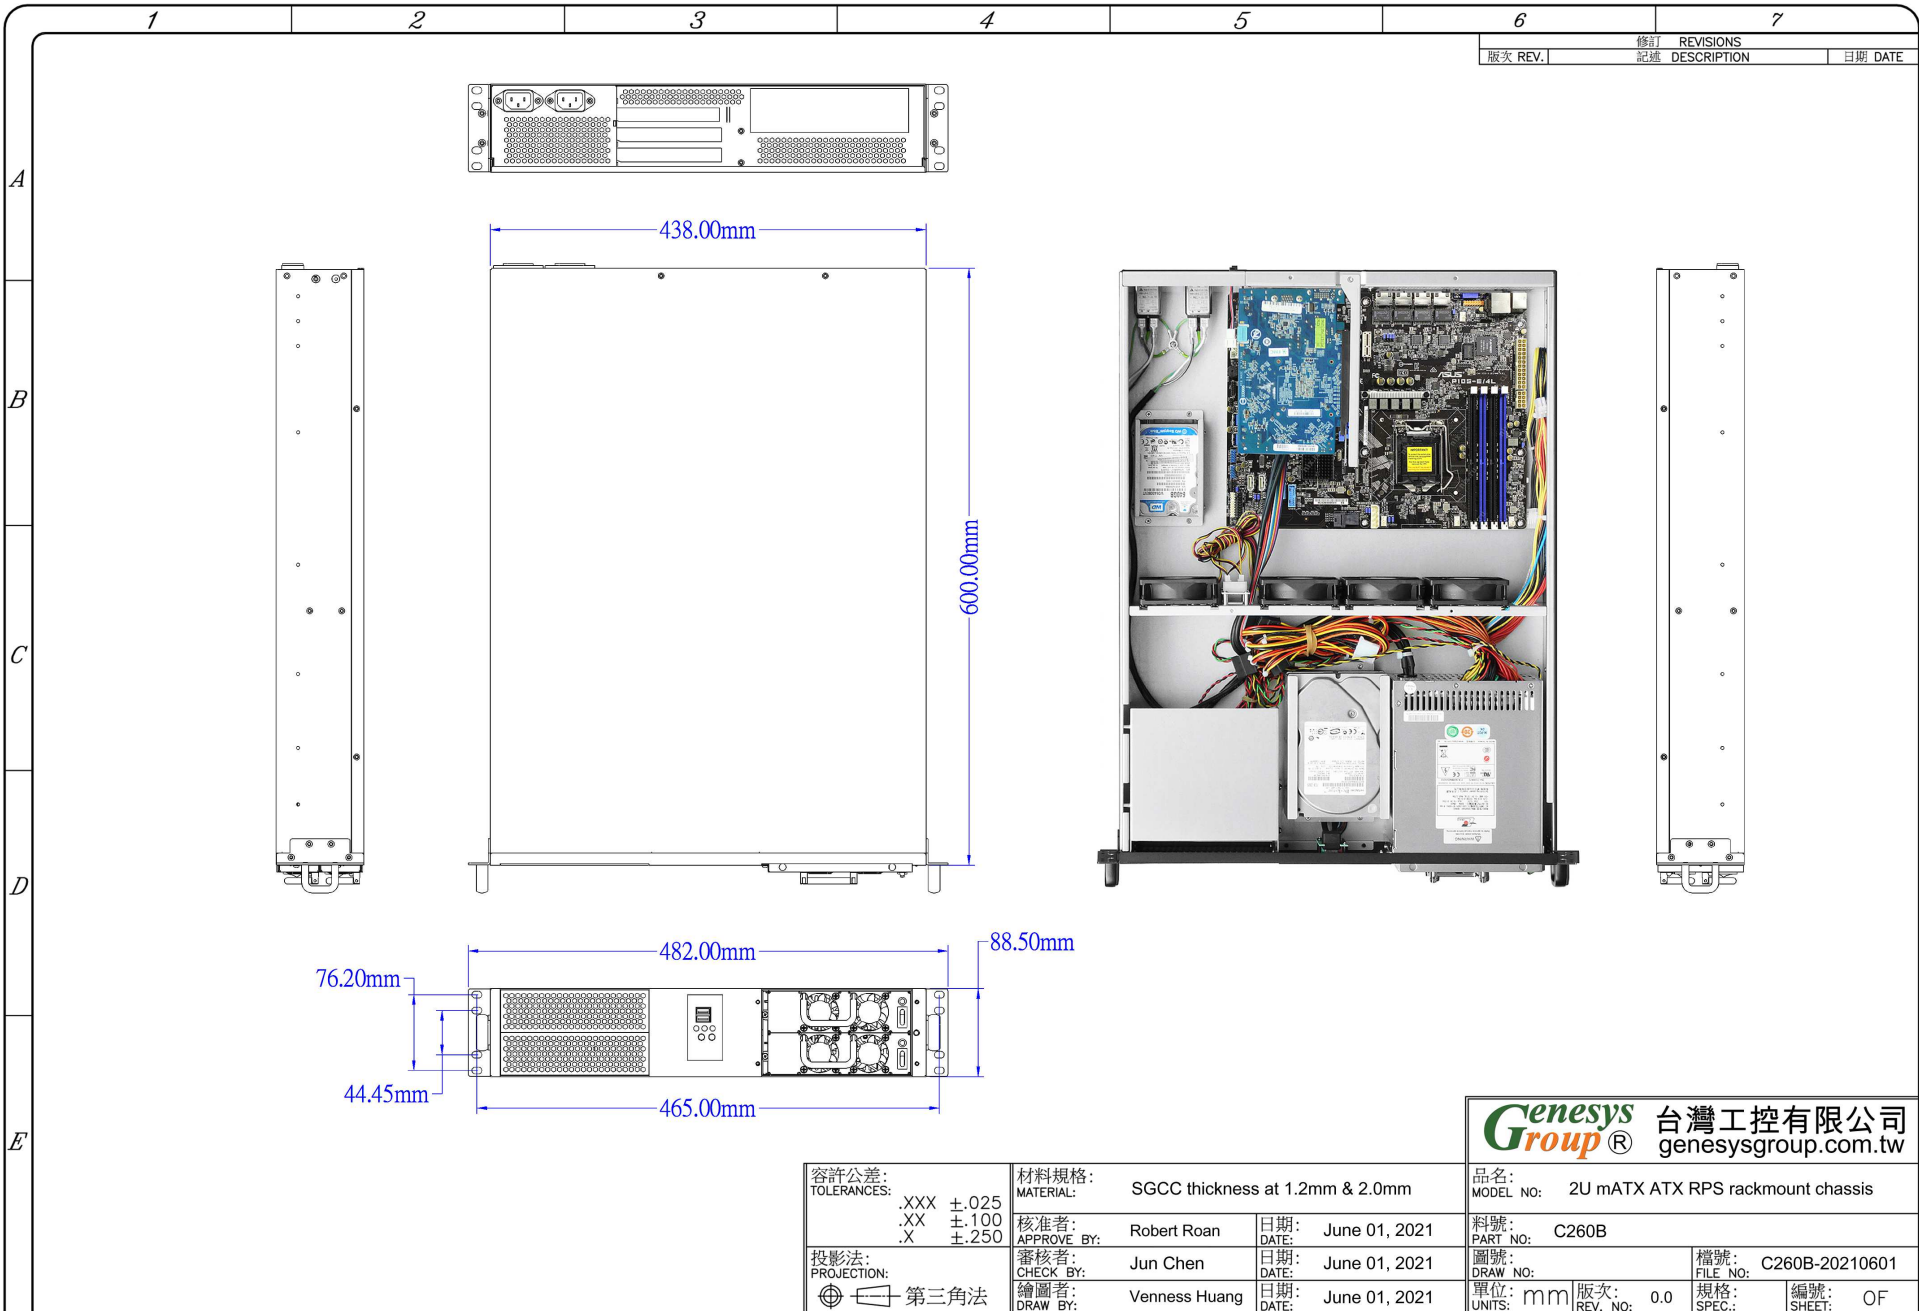 1 2 3 4 5 6 7
修訂 REVISIONS
版次 REV. 記述 DESCRIPTION 日期 DATE
A
B
C
D
E
438.00mm
600.00mm
ASUS
P10S-E/4L
640GB
WD
482.00mm
88.50mm
76.20mm
44.45mm
465.00mm
Genesys Group ®
台灣工控有限公司
genesysgroup.com.tw
容許公差:
TOLERANCES:
.XXX ±.025
.XX ±.100
.X ±.250
投影法:
PROJECTION:
第三角法
材料規格:
MATERIAL: SGCC thickness at 1.2mm & 2.0mm
核准者:
APPROVE BY: Robert Roan 日期: DATE: June 01, 2021
審核者:
CHECK BY: Jun Chen 日期: DATE: June 01, 2021
繪圖者:
DRAW BY: Venness Huang 日期: DATE: June 01, 2021
品名:
MODEL NO: 2U mATX ATX RPS rackmount chassis
料號:
PART NO: C260B
圖號:
DRAW NO:
檔號:
FILE NO: C260B-20210601
單位:
UNITS: mm
版次:
REV. NO: 0.0
規格:
SPEC.:
編號:
SHEET: OF